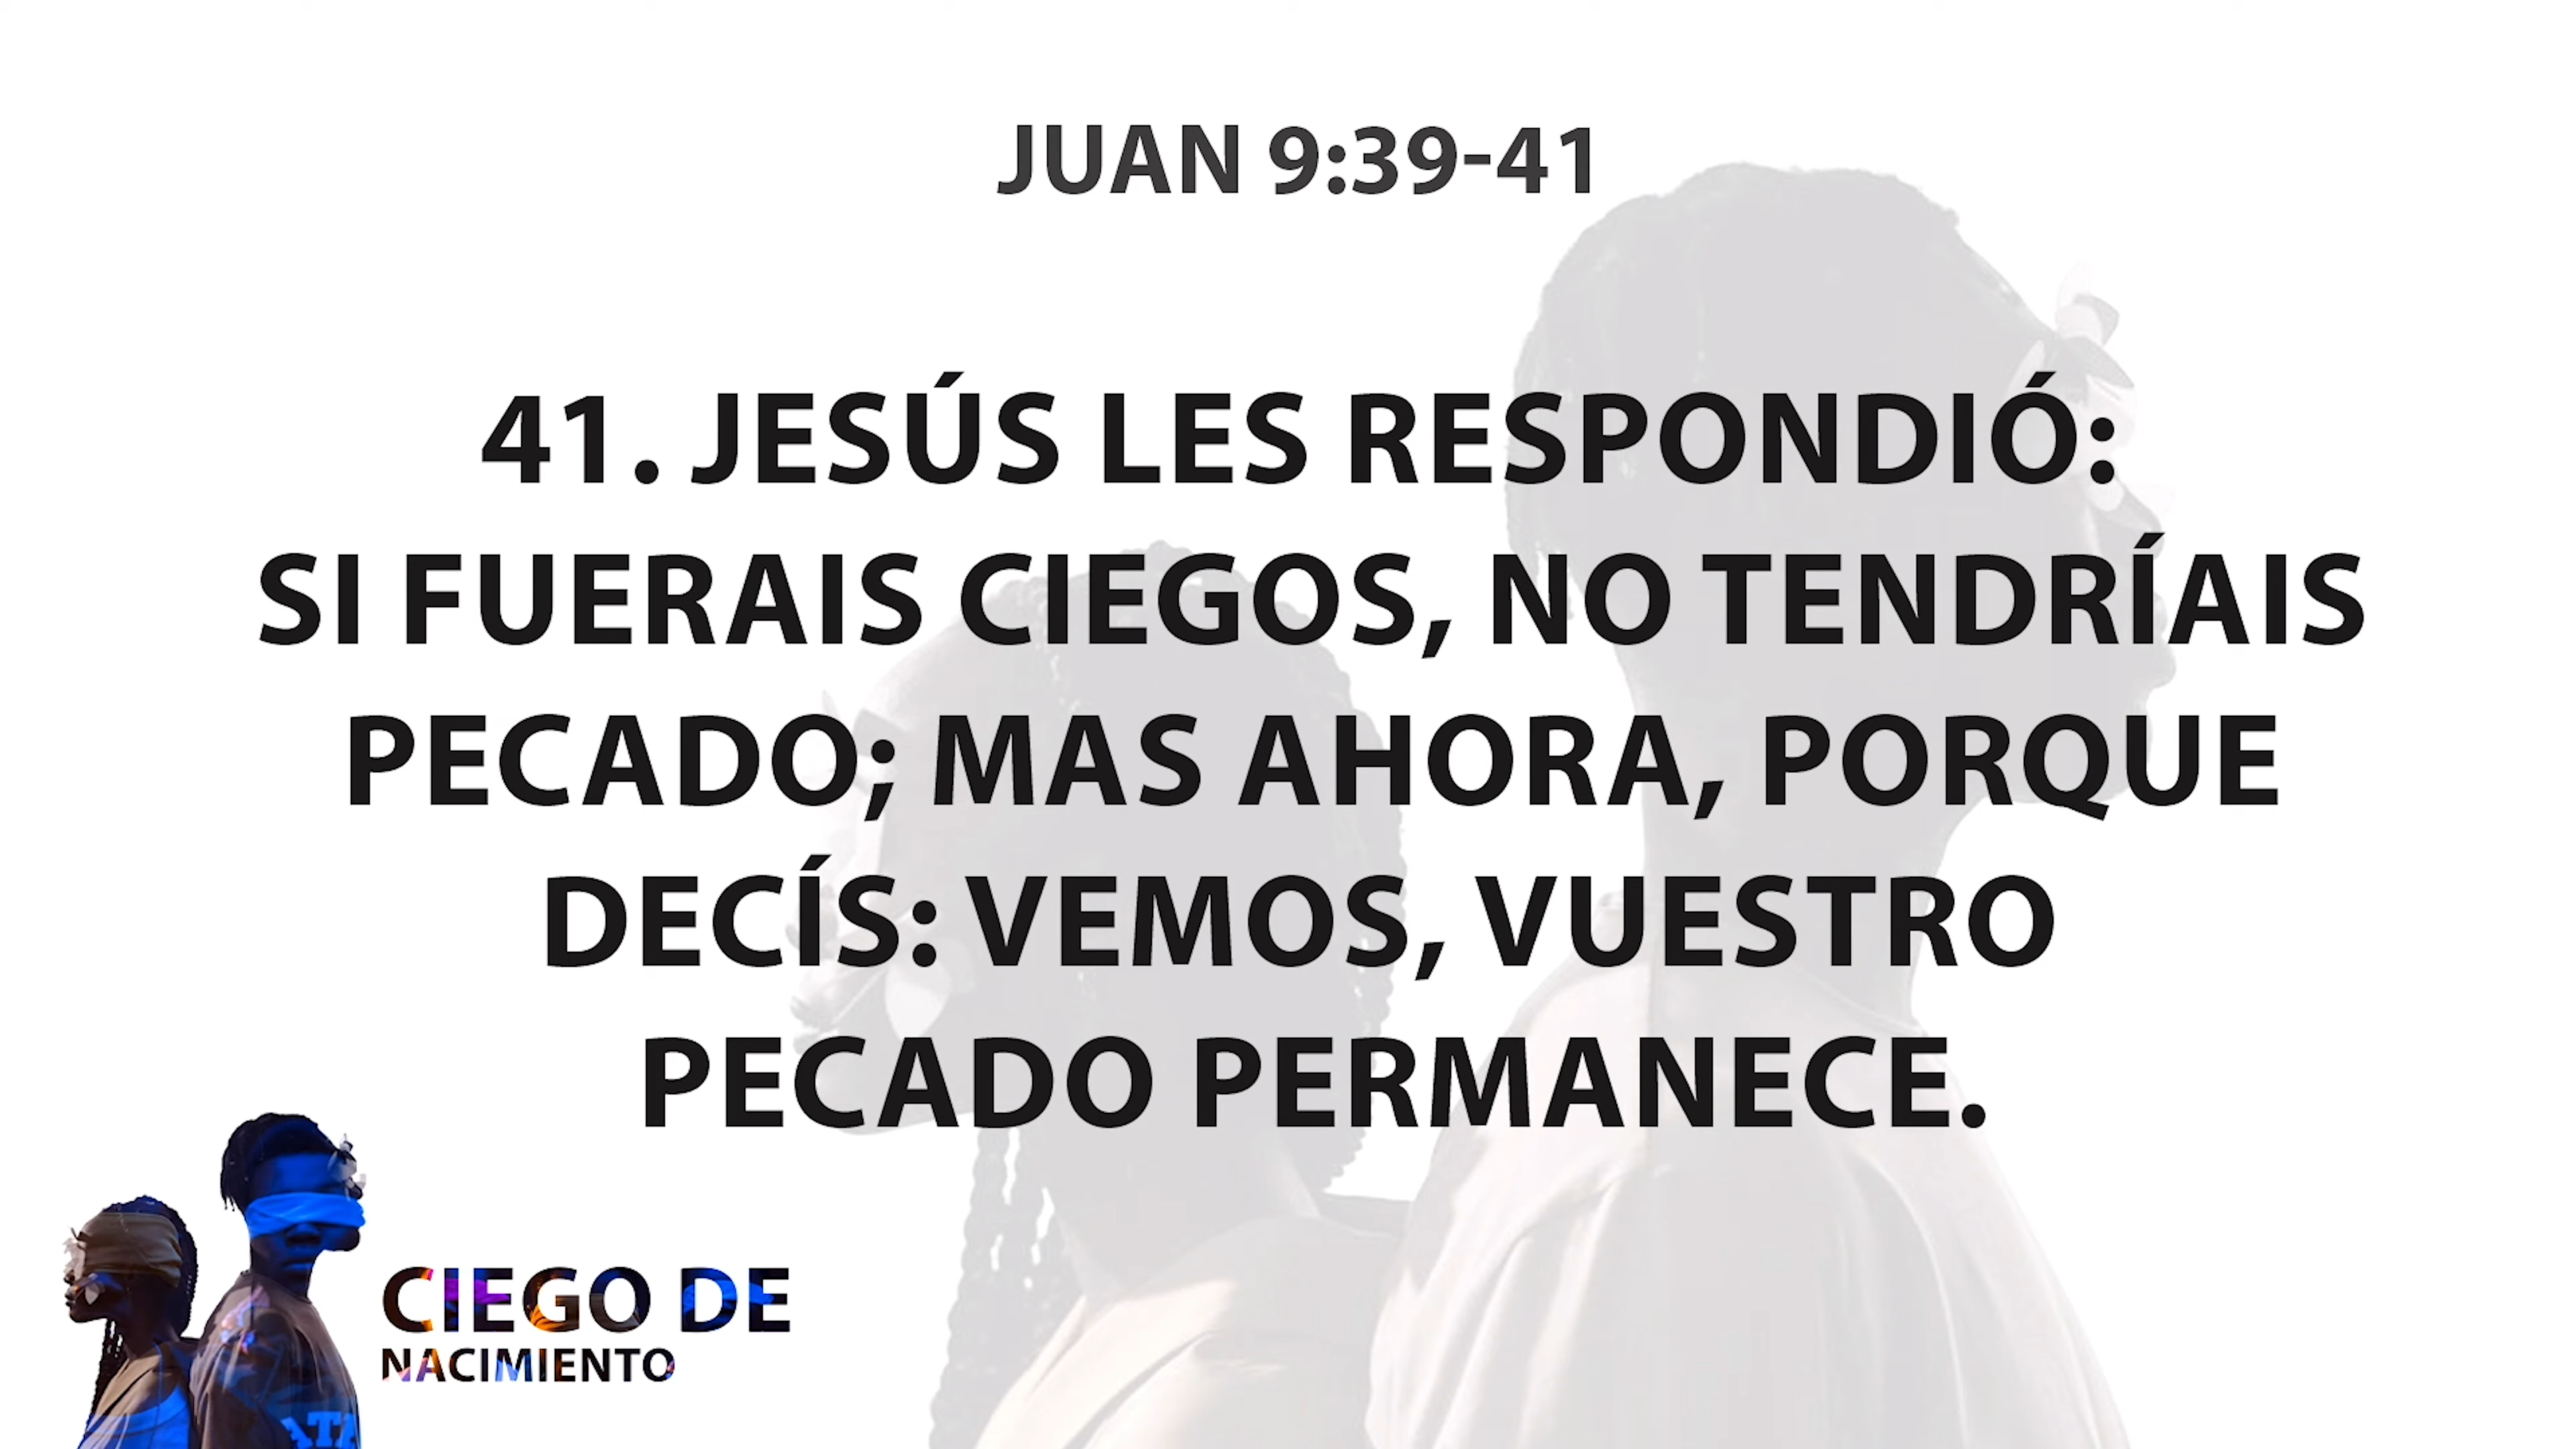 JUAN 9:39-41
41. JESÚS LES RESPONDIÓ:
SI FUERAIS CIEGOS, NO TENDRÍAIS
PECADO; MAS AHORA, PORQUE
DECÍS: VEMOS, VUESTRO
PECADO PERMANECE.
CIEGO DE
NACIMIENTO